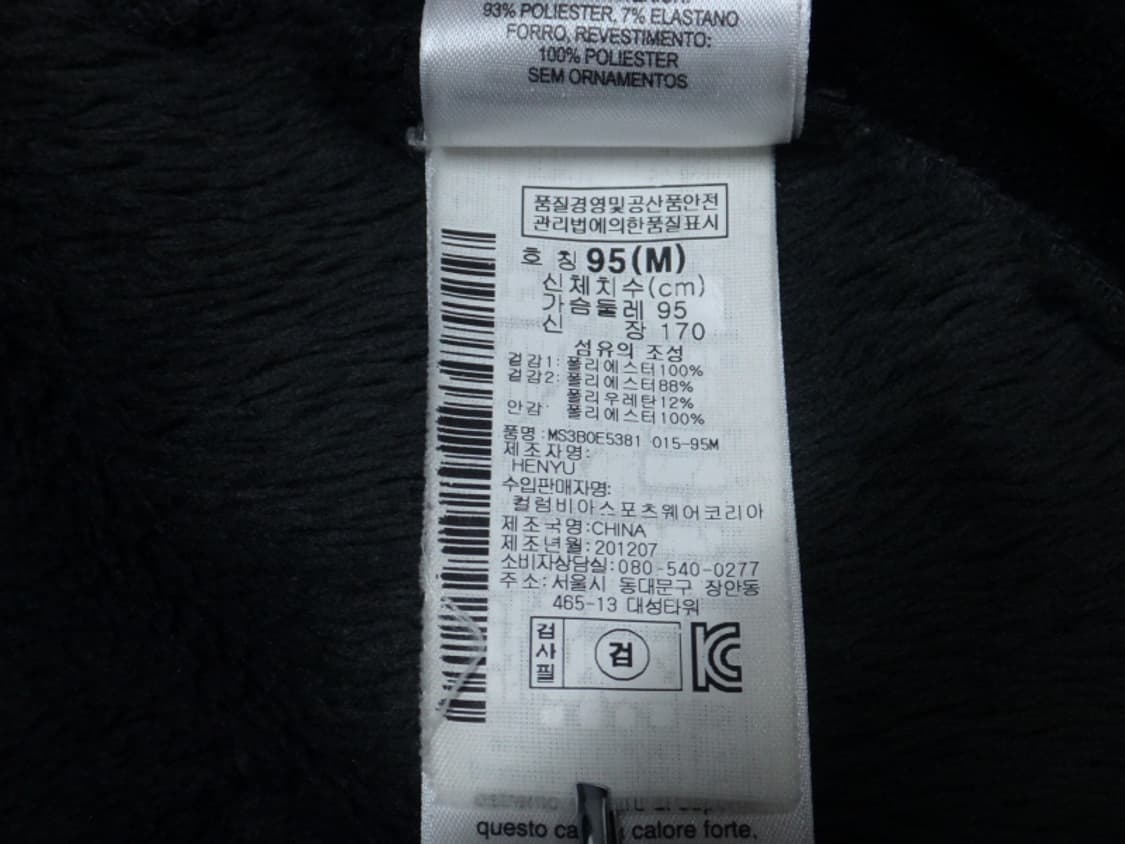 93% POLIESTER, 7% ELASTANO
FORRO, REVESTIMENTO:
100% POLIESTER
SEM ORNAMENTOS
품질경영및공산품안전
관리법에의한품질표시
호 칭 95(M)
신체치수(cm)
가슴둘레 95
신 장 170
섬유의 조성
겉감1: 폴리에스터100%
겉감2: 폴리에스터88%
폴리우레탄12%
안감: 폴리에스터100%
품명:MS3B0E5381 015-95M
제조자명:
HENYU
수입판매자명:
컬럼비아스포츠웨어코리아
제조국명:CHINA
제조년월:201207
소비자상담실:080-540-0277
주소:서울시 동대문구 장안동
465-13 대성타워
검사필
검
KC
questo calore forte.